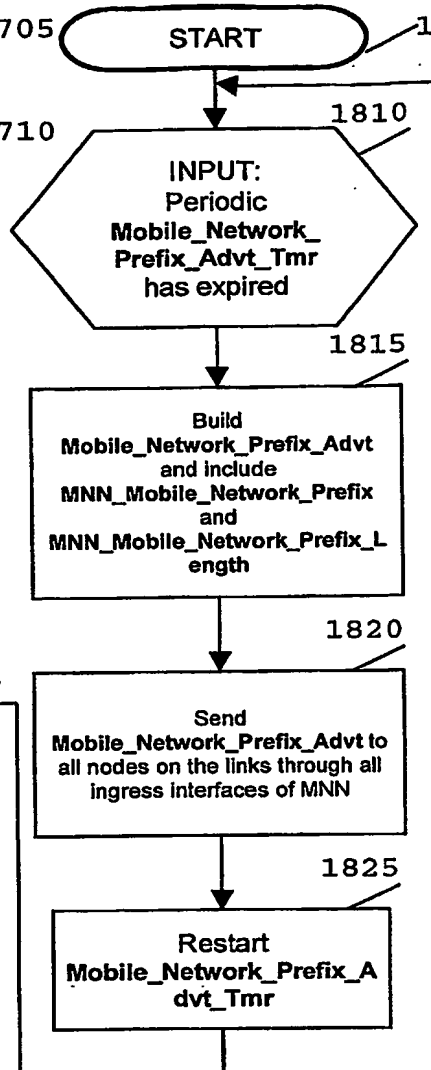 705
START
1
710
1810
INPUT:
Periodic
Mobile_Network_
Prefix_Advt_Tmr
has expired
1815
Build
Mobile_Network_Prefix_Advt
and include
MNN_Mobile_Network_Prefix
and
MNN_Mobile_Network_Prefix_L
ength
1820
Send
Mobile_Network_Prefix_Advt to
all nodes on the links through all
ingress interfaces of MNN
1825
Restart
Mobile_Network_Prefix_A
dvt_Tmr